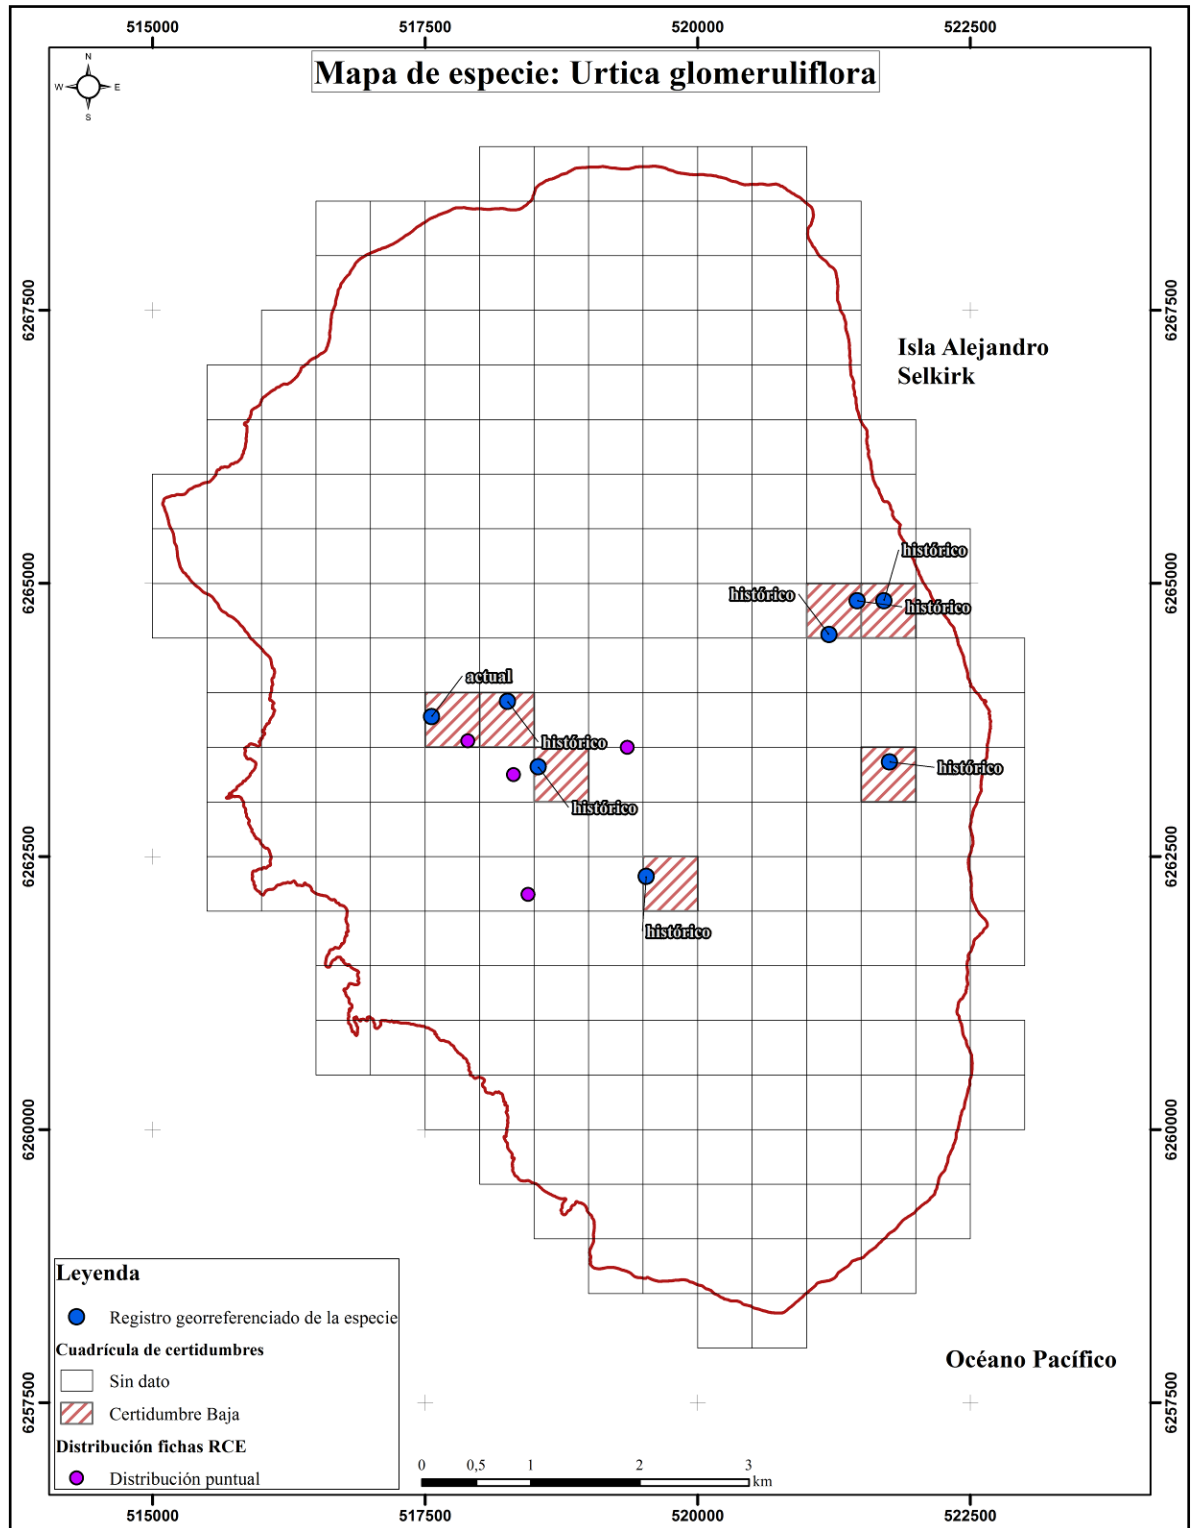 515000
517500
520000
522500
Mapa de especie: Urtica glomeruliflora
N
W
E
S
6267500
6267500
Isla Alejandro
Selkirk
histórico
6265000
6265000
histórico
histórico
actual
histórico
histórico
histórico
6262500
6262500
histórico
6260000
6260000
Leyenda
Registro georreferenciado de la especie
Cuadrícula de certidumbres
Sin dato
Certidumbre Baja
Distribución fichas RCE
Distribución puntual
Océano Pacífico
6257500
6257500
0 0,5 1 2 3
km
515000
517500
520000
522500